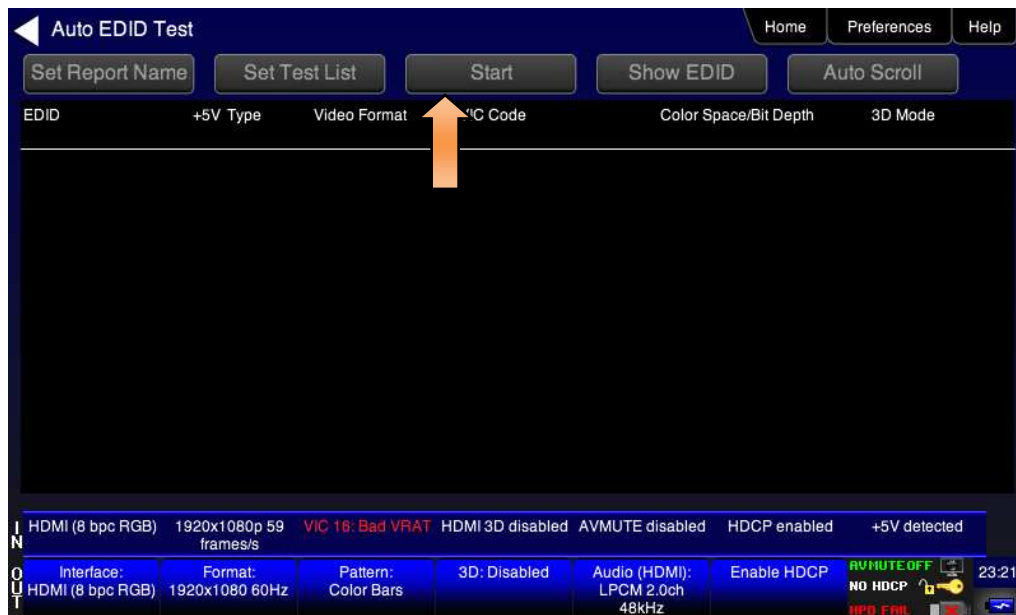 Auto EDID Test
Home
Preferences
Help
Set Report Name
Set Test List
Start
Show EDID
Auto Scroll
EDID
+5V Type
Video Format
Code
Color Space/Bit Depth
3D Mode
IN
HDMI (8 bpc RGB)
1920x1080p 59
frames/s
VIC 16: Bad VRAT
HDMI 3D disabled
AVMUTE disabled
HDCP enabled
+5V detected
OUT
Interface:
HDMI (8 bpc RGB)
Format:
1920x1080 60Hz
Pattern:
Color Bars
3D: Disabled
Audio (HDMI):
LPCM 2.0ch
48kHz
Enable HDCP
AVMUTEOFF
NO HDCP
HPD FAIL
23:21